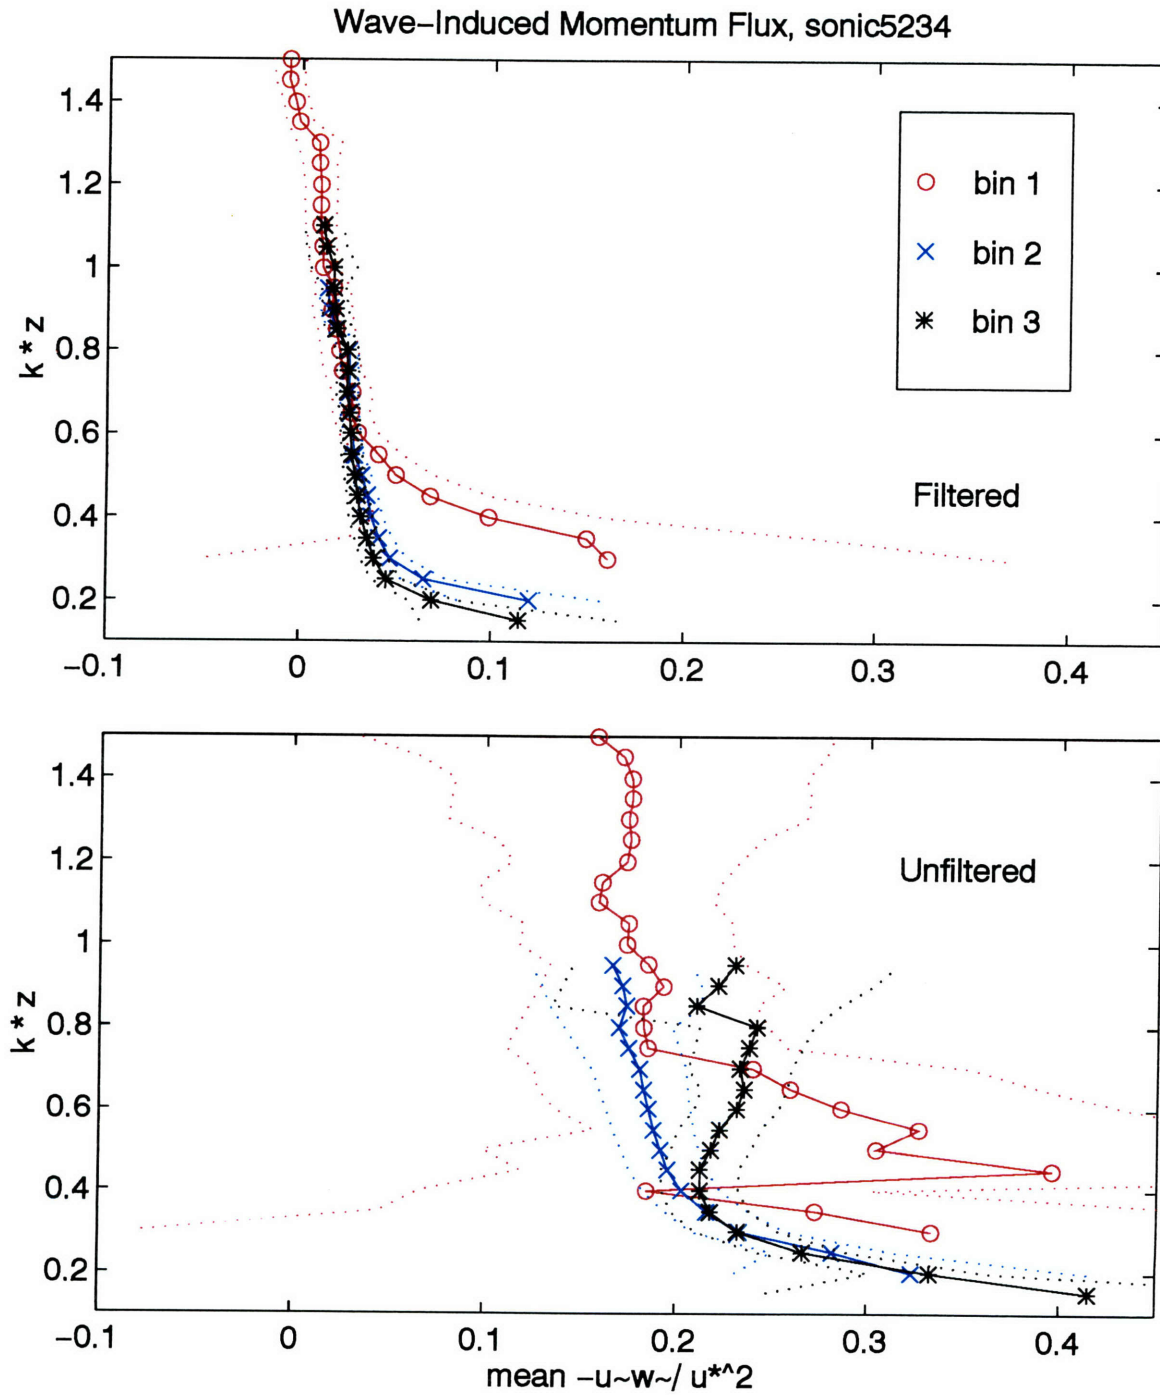 Wave−Induced Momentum Flux, sonic5234
1.4
1.2
1
0.8
0.6
0.4
0.2
k * z
bin 1
bin 2
bin 3
Filtered
−0.1 0 0.1 0.2 0.3 0.4
1.4
1.2
1
0.8
0.6
0.4
0.2
k * z
Unfiltered
−0.1 0 0.1 0.2 0.3 0.4
mean −u~w~/ u*^2